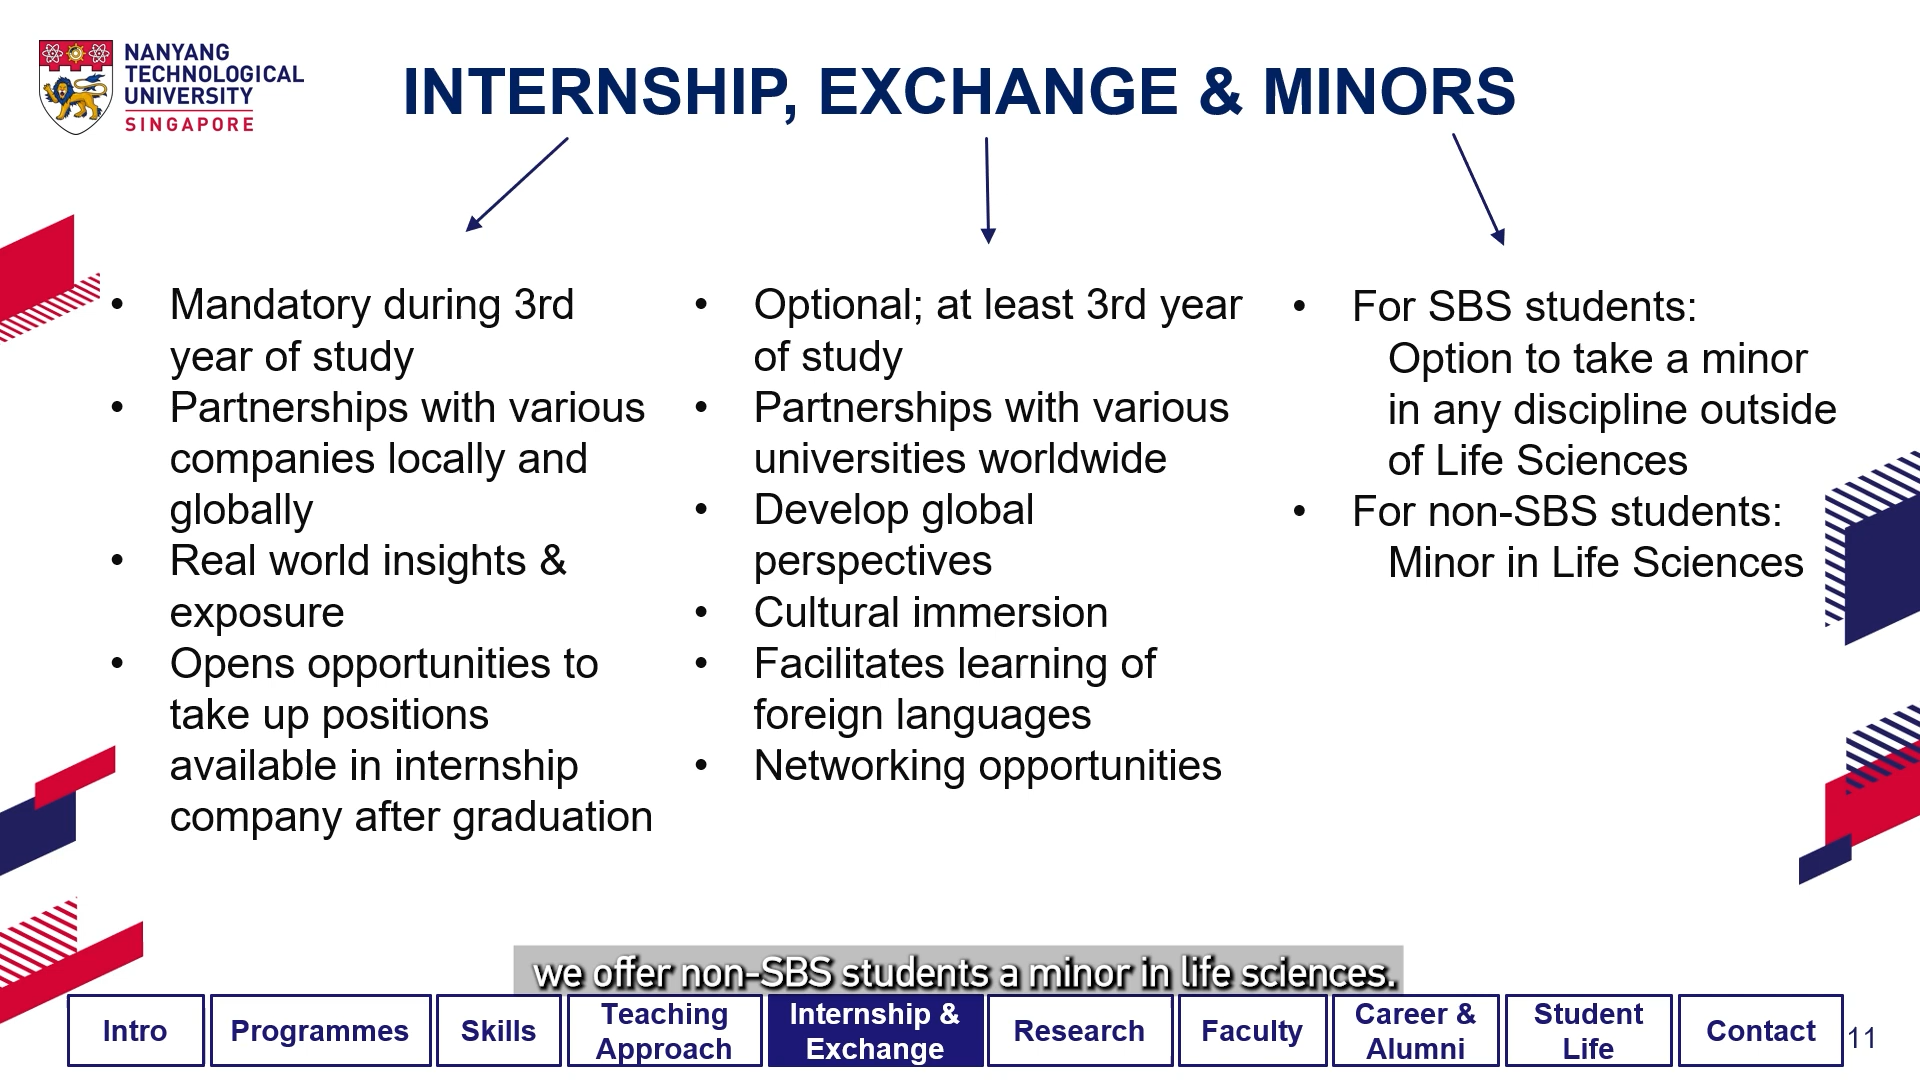 NANYANG
TECHNOLOGICAL
UNIVERSITY
SINGAPORE
INTERNSHIP, EXCHANGE & MINORS
• Mandatory during 3rd
year of study
• Partnerships with various
companies locally and
globally
• Real world insights &
exposure
• Opens opportunities to
take up positions
available in internship
company after graduation
• Optional; at least 3rd year
of study
• Partnerships with various
universities worldwide
• Develop global
perspectives
• Cultural immersion
• Facilitates learning of
foreign languages
• Networking opportunities
• For SBS students:
Option to take a minor
in any discipline outside
of Life Sciences
• For non-SBS students:
Minor in Life Sciences
we offer non-SBS students a minor in life sciences.
Intro
Programmes
Skills
Teaching
Approach
Internship &
Exchange
Research
Faculty
Career &
Alumni
Student
Life
Contact
11